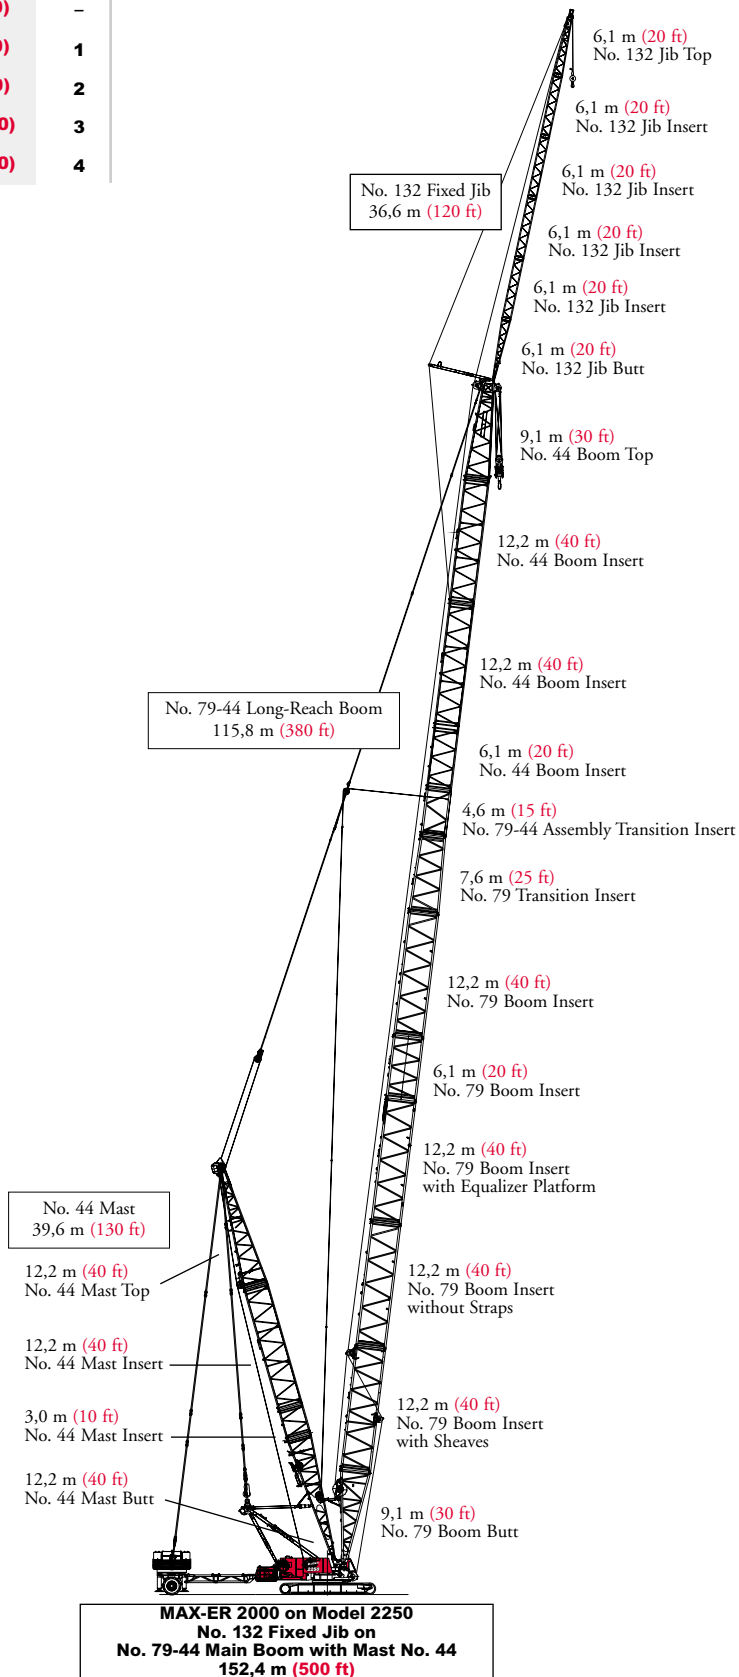 –
1
2
3
4
6,1 m (20 ft)
No. 132 Jib Top
6,1 m (20 ft)
No. 132 Jib Insert
6,1 m (20 ft)
No. 132 Jib Insert
No. 132 Fixed Jib
36,6 m (120 ft)
6,1 m (20 ft)
No. 132 Jib Insert
6,1 m (20 ft)
No. 132 Jib Insert
6,1 m (20 ft)
No. 132 Jib Butt
9,1 m (30 ft)
No. 44 Boom Top
12,2 m (40 ft)
No. 44 Boom Insert
12,2 m (40 ft)
No. 44 Boom Insert
No. 79-44 Long-Reach Boom
115,8 m (380 ft)
6,1 m (20 ft)
No. 44 Boom Insert
4,6 m (15 ft)
No. 79-44 Assembly Transition Insert
7,6 m (25 ft)
No. 79 Transition Insert
12,2 m (40 ft)
No. 79 Boom Insert
6,1 m (20 ft)
No. 79 Boom Insert
12,2 m (40 ft)
No. 79 Boom Insert
with Equalizer Platform
No. 44 Mast
39,6 m (130 ft)
12,2 m (40 ft)
No. 44 Mast Top
12,2 m (40 ft)
No. 79 Boom Insert
without Straps
12,2 m (40 ft)
No. 44 Mast Insert
3,0 m (10 ft)
No. 44 Mast Insert
12,2 m (40 ft)
No. 79 Boom Insert
with Sheaves
12,2 m (40 ft)
No. 44 Mast Butt
9,1 m (30 ft)
No. 79 Boom Butt
MAX-ER 2000 on Model 2250
No. 132 Fixed Jib on
No. 79-44 Main Boom with Mast No. 44
152,4 m (500 ft)